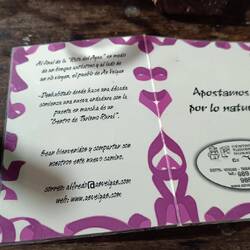 Al final de la "Ruta del Agua" en medio
de un bosque autóctono y al lado de
un río virgen, el pueblo de As Veigas
-Deshabitado desde hace una década
comienza una nueva andadura con la
puesta en marcha de un
"Centro de Turismo Rural".
Sean bienvenidos y compartan con
nosotros este nuevo camino.
correo: alfredo@asveigas.com
web: www.asveigas.com
Apostamos
por lo natur